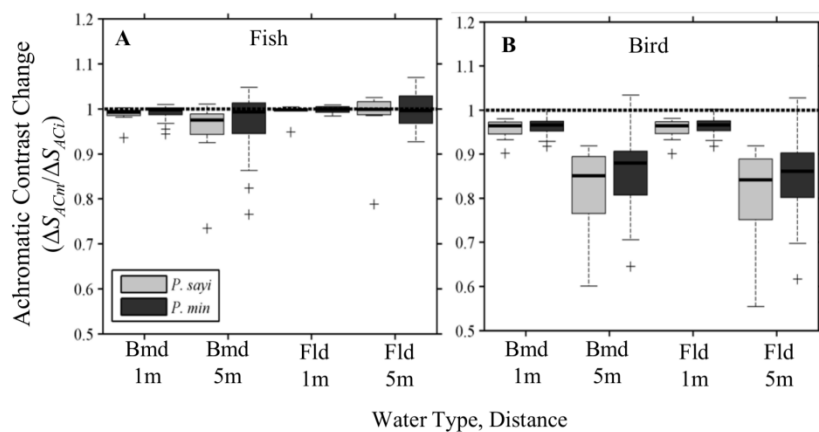 Achromatic Contrast Change
(ΔS_ACm/ΔS_ACi)
A
Fish
1.2
1.1
1
0.9
0.8
0.7
0.6
0.5
P. sayi
P. min
Bmd 1m
Bmd 5m
Fld 1m
Fld 5m
B
Bird
1.2
1.1
1
0.9
0.8
0.7
0.6
0.5
Bmd 1m
Bmd 5m
Fld 1m
Fld 5m
Water Type, Distance